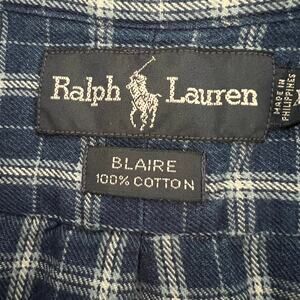 Ralph Lauren
MADE IN
PHILIPPINES
BLAIRE
100% COTTON